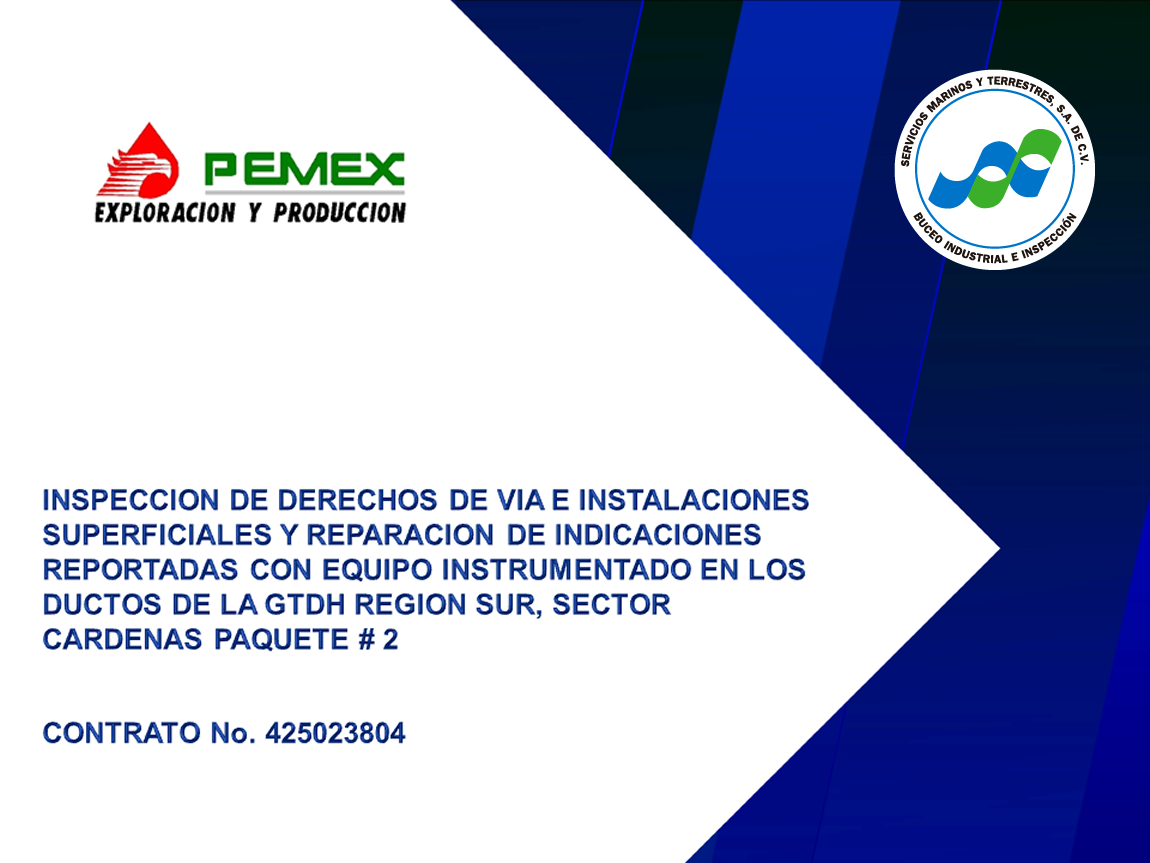 PEMEX
EXPLORACION Y PRODUCCION
SERVICIOS MARINOS Y TERRESTRES, S.A. DE C.V.
BUCEO INDUSTRIAL E INSPECCIÓN
INSPECCION DE DERECHOS DE VIA E INSTALACIONES
SUPERFICIALES Y REPARACION DE INDICACIONES
REPORTADAS CON EQUIPO INSTRUMENTADO EN LOS
DUCTOS DE LA GTDH REGION SUR, SECTOR
CARDENAS PAQUETE # 2
CONTRATO No. 425023804